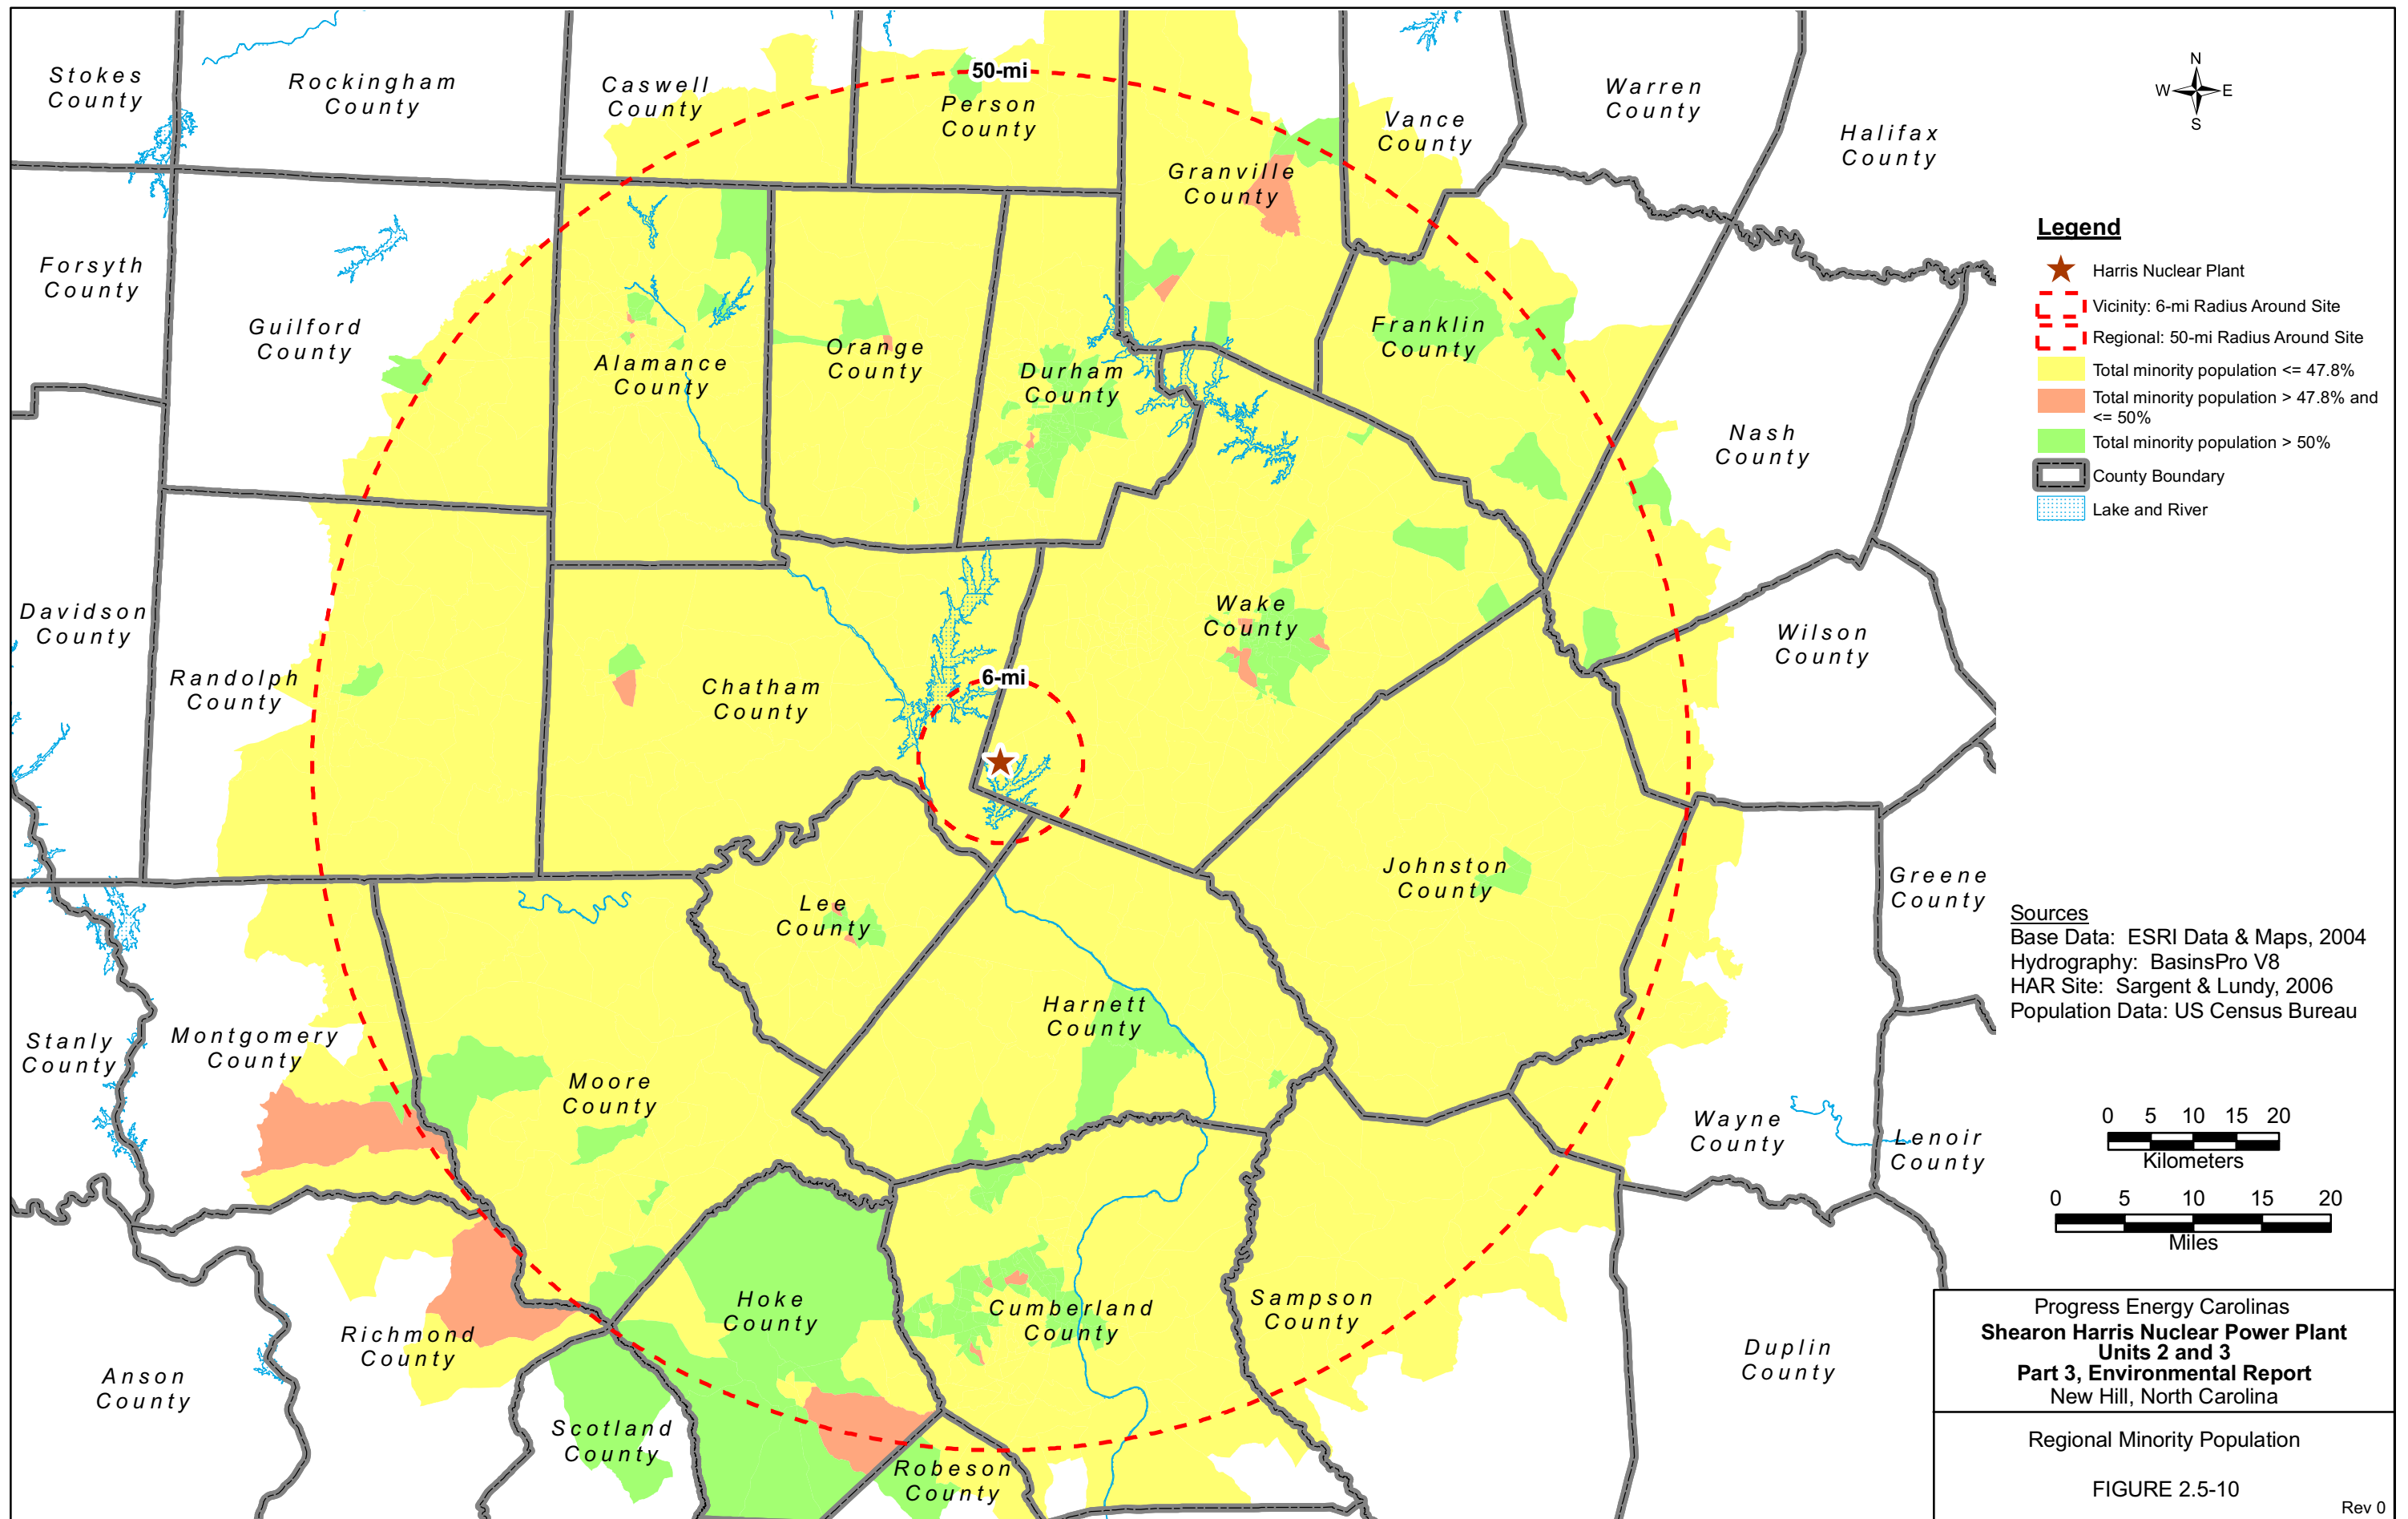 50-mi
Stokes
County
Rockingham
County
Caswell
County
Person
County
Vance
County
Warren
County
Halifax
County
Granville
County
Forsyth
County
Guilford
County
Alamance
County
Orange
County
Durham
County
Franklin
County
Nash
County
Davidson
County
Randolph
County
Chatham
County
6-mi
Wake
County
Wilson
County
Lee
County
Johnston
County
Greene
County
Stanly
County
Montgomery
County
Moore
County
Harnett
County
Wayne
County
Lenoir
County
Anson
County
Richmond
County
Scotland
County
Hoke
County
Robeson
County
Cumberland
County
Sampson
County
Duplin
County
N
W
E
S
Legend
Harris Nuclear Plant
Vicinity: 6-mi Radius Around Site
Regional: 50-mi Radius Around Site
Total minority population <= 47.8%
Total minority population > 47.8% and
<= 50%
Total minority population > 50%
County Boundary
Lake and River
Sources
Base Data: ESRI Data & Maps, 2004
Hydrography: BasinsPro V8
HAR Site: Sargent & Lundy, 2006
Population Data: US Census Bureau
0 5 10 15 20
Kilometers
0 5 10 15 20
Miles
Progress Energy Carolinas
Shearon Harris Nuclear Power Plant
Units 2 and 3
Part 3, Environmental Report
New Hill, North Carolina
Regional Minority Population
FIGURE 2.5-10
Rev 0